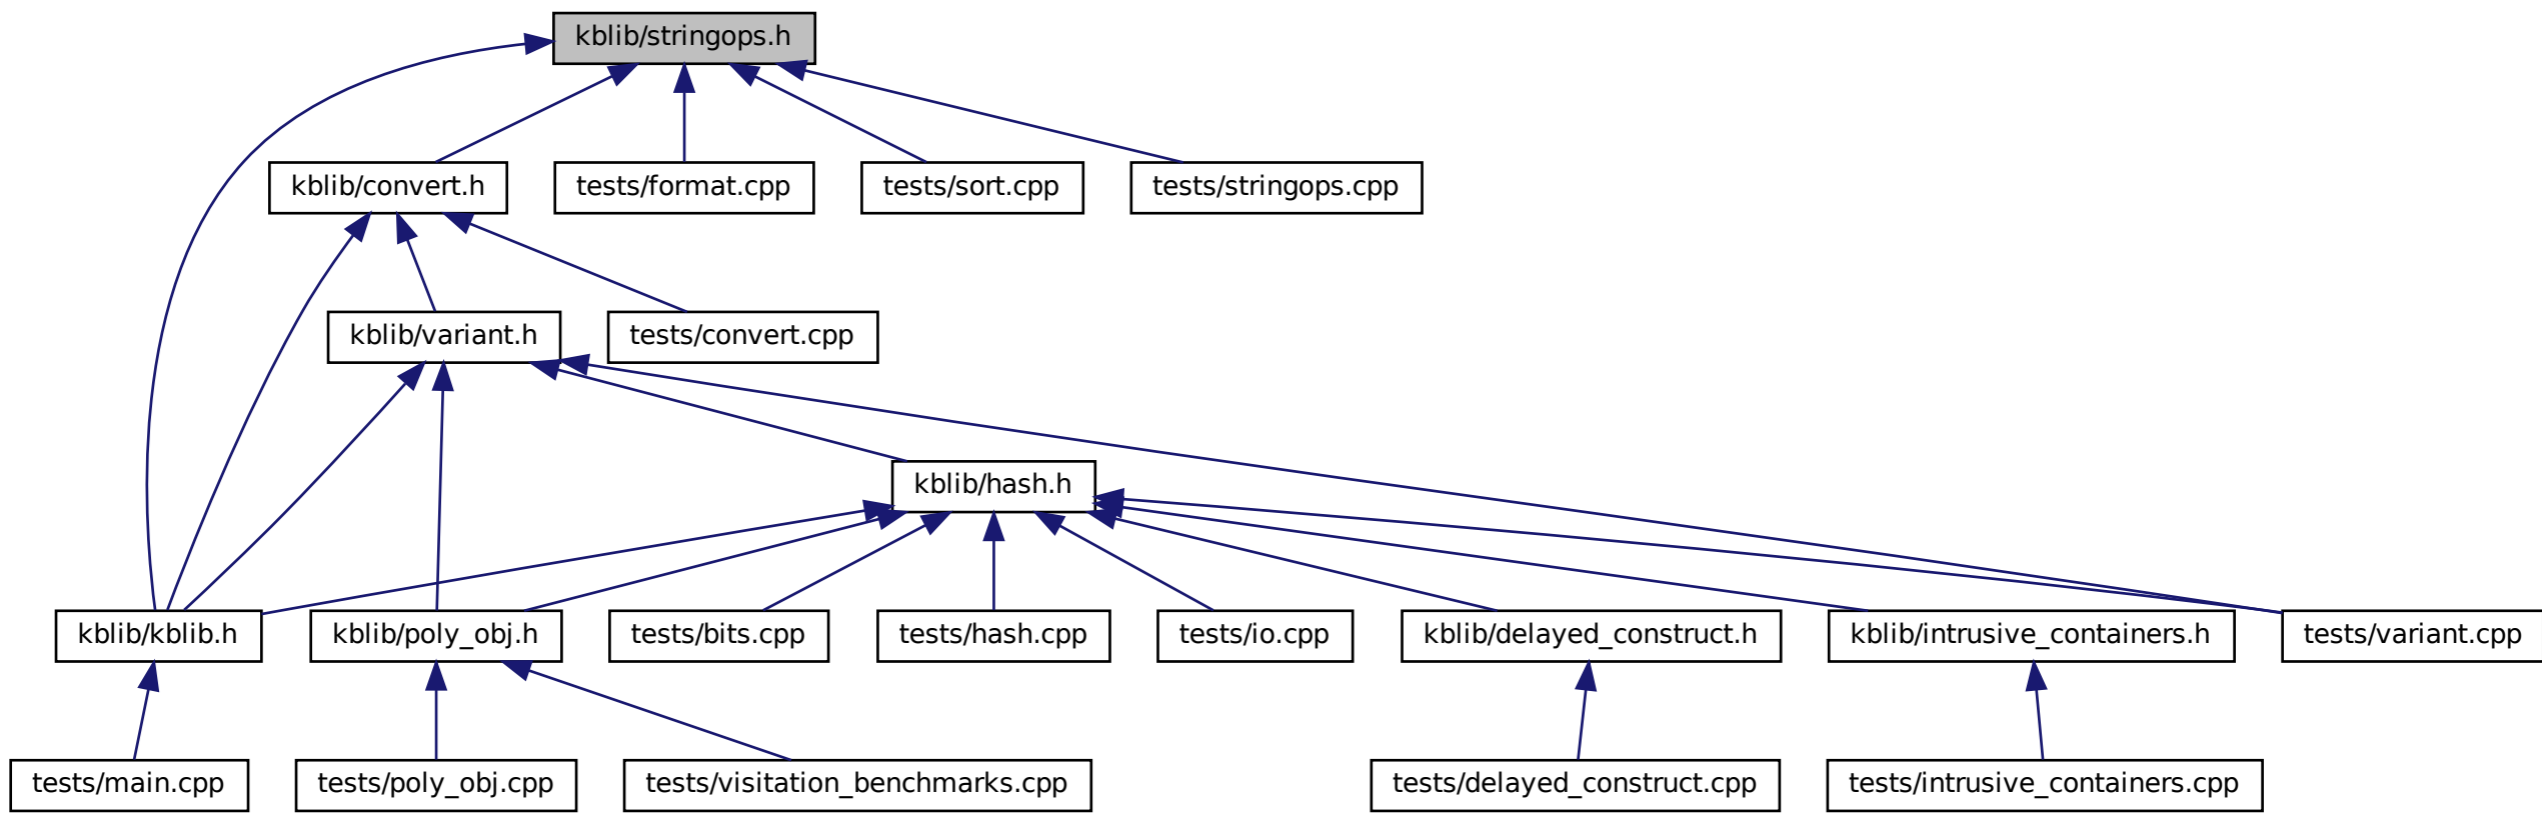 kblib/stringops.h
kblib/convert.h
tests/format.cpp
tests/sort.cpp
tests/stringops.cpp
kblib/variant.h
tests/convert.cpp
kblib/hash.h
kblib/kblib.h
kblib/poly_obj.h
tests/bits.cpp
tests/hash.cpp
tests/io.cpp
kblib/delayed_construct.h
kblib/intrusive_containers.h
tests/variant.cpp
tests/main.cpp
tests/poly_obj.cpp
tests/visitation_benchmarks.cpp
tests/delayed_construct.cpp
tests/intrusive_containers.cpp